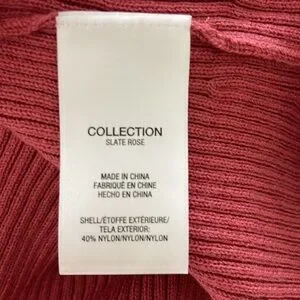 COLLECTION
SLATE ROSE
MADE IN CHINA
FABRIQUÉ EN CHINE
HECHO EN CHINA
SHELL/ÉTOFFE EXTÉRIEURE/
TELA EXTERIOR:
40% NYLON/NYLON/NYLON